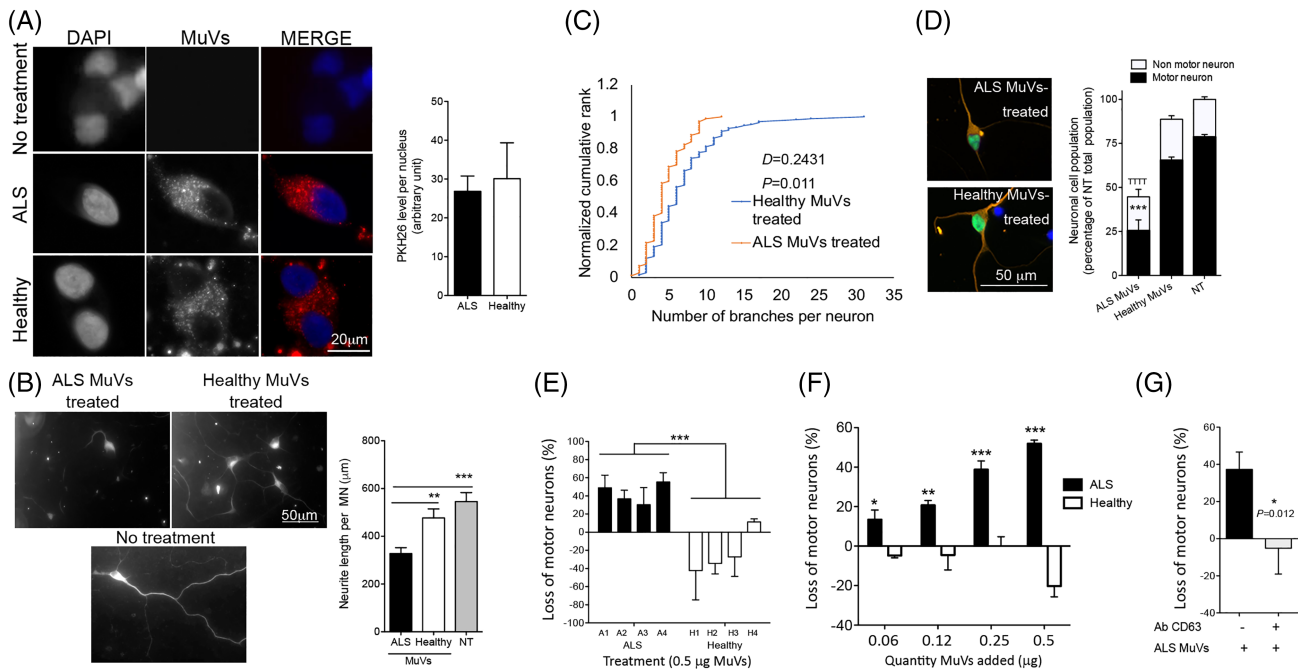 (A)
DAPI MuVs MERGE
No treatment
ALS
Healthy
20μm
PKH26 level per nucleus
(arbitrary unit)
50
40
30
20
10
0
ALS Healthy
(B)
ALS MuVs
treated
Healthy MuVs
treated
50μm
No treatment
Neurite length per MN (μm)
800
600
400
200
0
***
**
ALS Healthy NT
MuVs
(C)
Normalized cumulative rank
1.2
1
0.8
0.6
0.4
0.2
0
D=0.2431
P=0.011
Healthy MuVs
treated
ALS MuVs treated
0 5 10 15 20 25 30 35
Number of branches per neuron
(D)
ALS MuVs-
treated
Healthy MuVs-
treated
50 μm
Non motor neuron
Motor neuron
Neuronal cell population
(percentage of NT total population)
100
75
50
25
0
TTTT
***
ALS MuVs
Healthy MuVs
NT
(E)
Loss of motor neurons (%)
100
80
60
40
20
0
-20
-40
-60
-80
-100
***
A1 A2 A3 A4 H1 H2 H3 H4
ALS Healthy
Treatment (0.5 μg MuVs)
(F)
Loss of motor neurons (%)
60
40
20
0
-20
-40
*
**
***
***
ALS
Healthy
0.06 0.12 0.25 0.5
Quantity MuVs added (μg)
(G)
Loss of motor neurons (%)
60
40
20
0
-20
-40
*
P=0.012
Ab CD63 - +
ALS MuVs + +